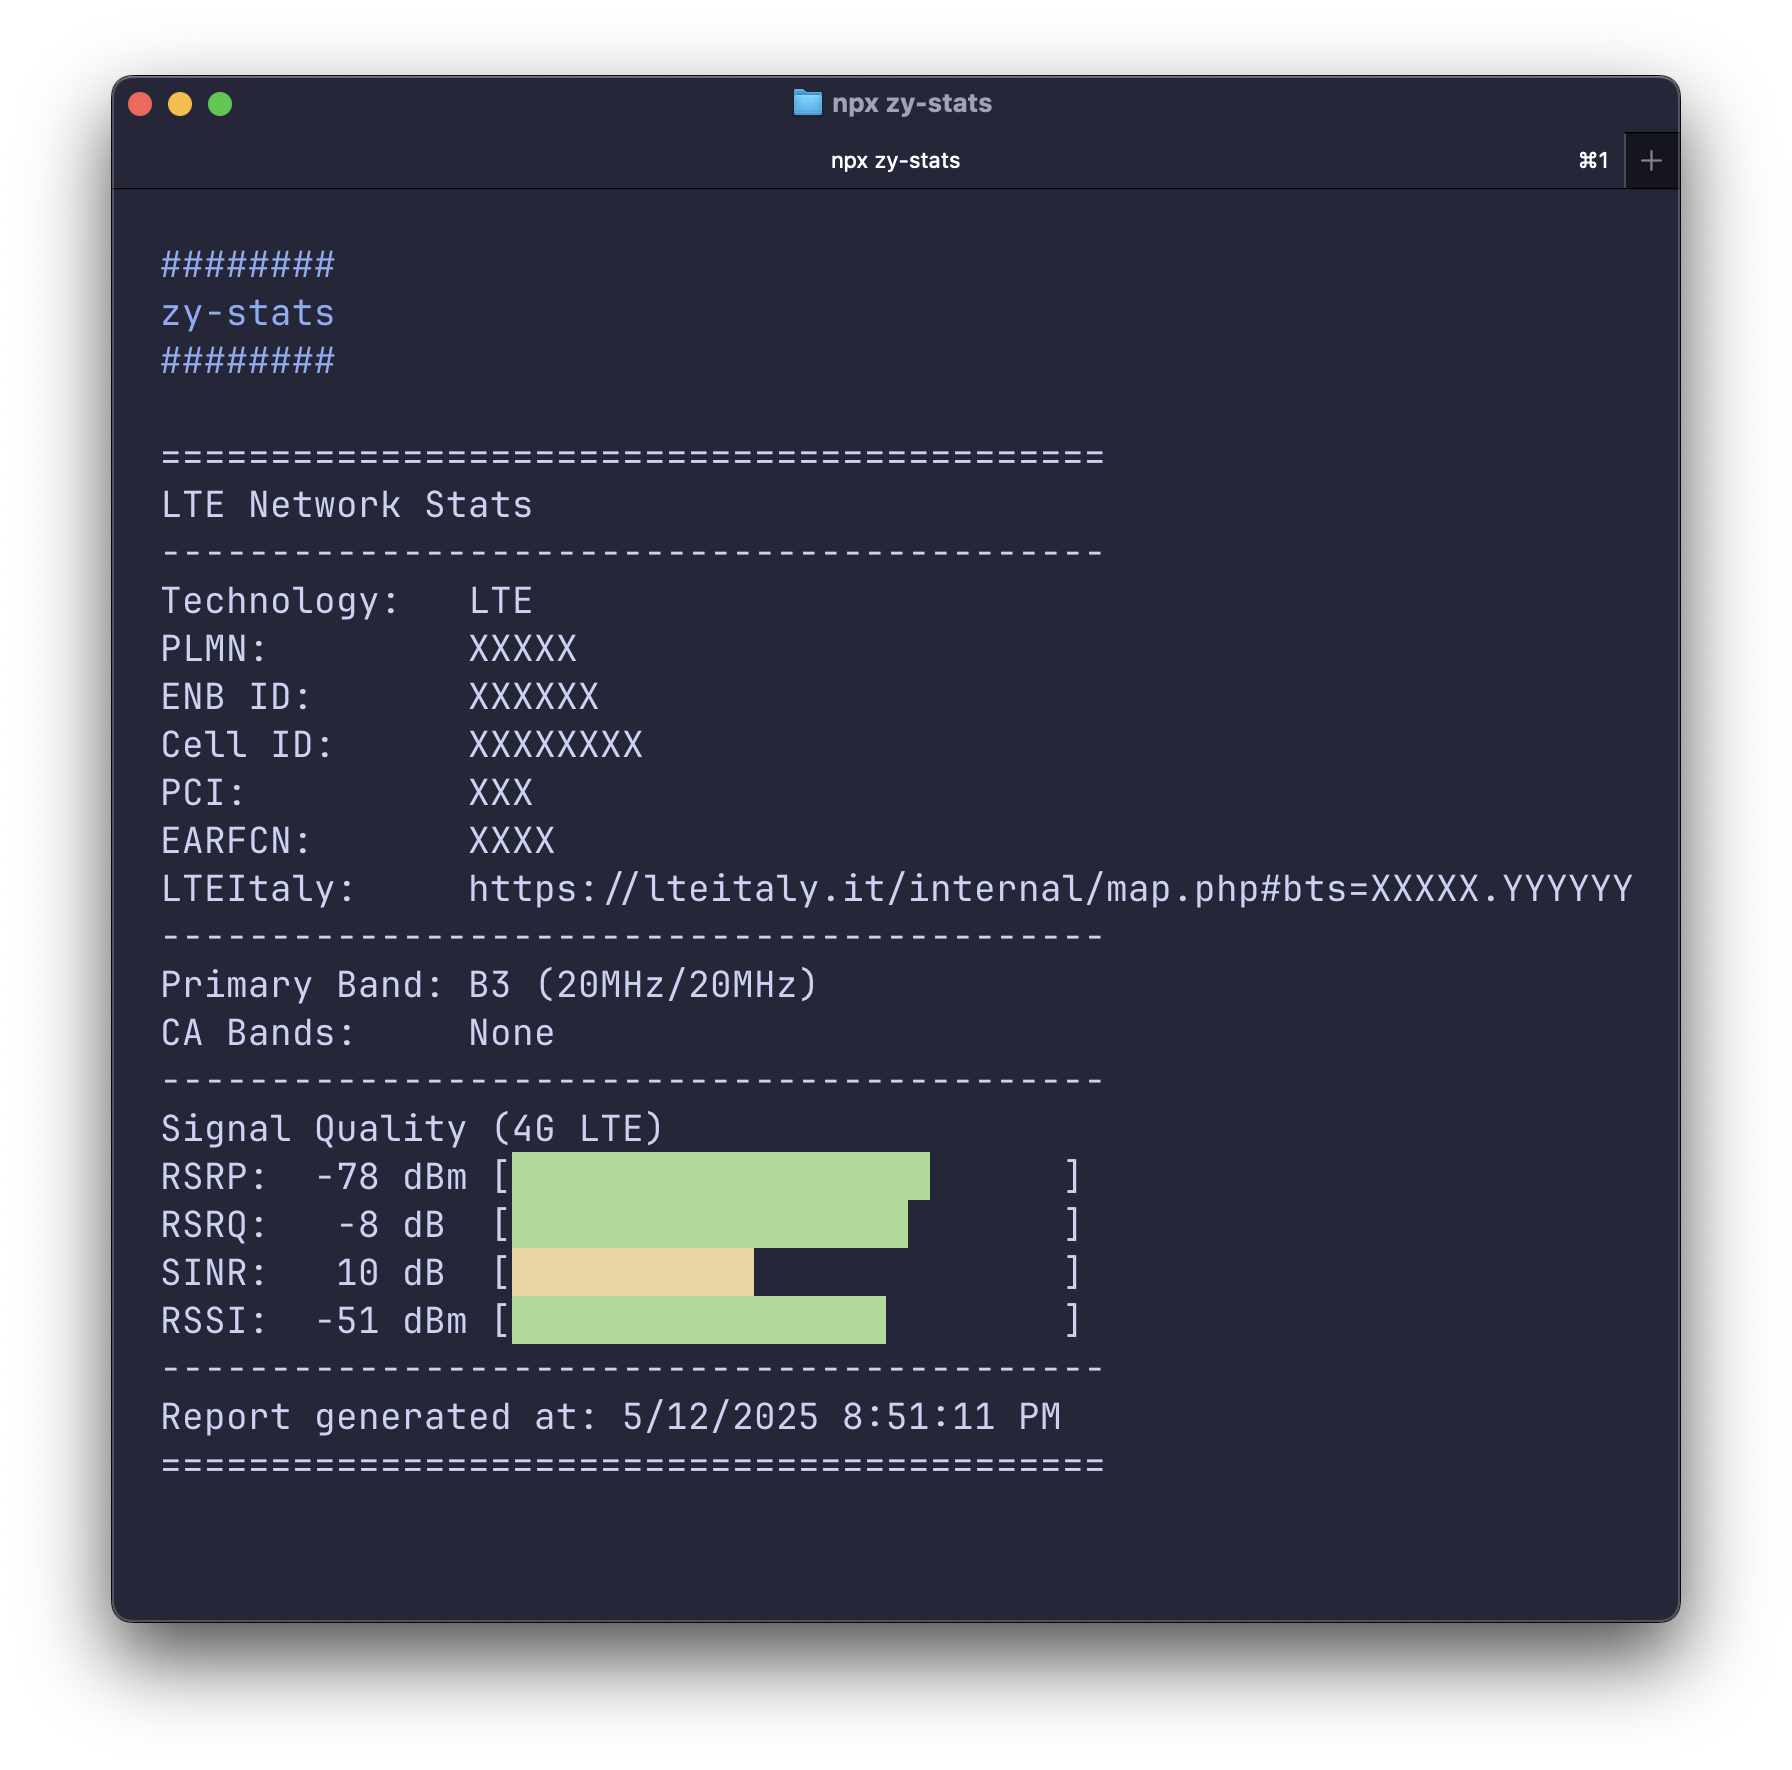 npx zy-stats
npx zy-stats ⌘1 +
########
zy-stats
########
===========================================
LTE Network Stats
-------------------------------------------
Technology:   LTE
PLMN:         XXXXX
ENB ID:       XXXXXX
Cell ID:      XXXXXXXX
PCI:          XXX
EARFCN:       XXXX
LTEItaly:     https://lteitaly.it/internal/map.php#bts=XXXXX.YYYYYY
-------------------------------------------
Primary Band: B3 (20MHz/20MHz)
CA Bands:     None
-------------------------------------------
Signal Quality (4G LTE)
RSRP:  -78 dBm [                         ]
RSRQ:   -8 dB  [                         ]
SINR:   10 dB  [                         ]
RSSI:  -51 dBm [                         ]
-------------------------------------------
Report generated at: 5/12/2025 8:51:11 PM
===========================================